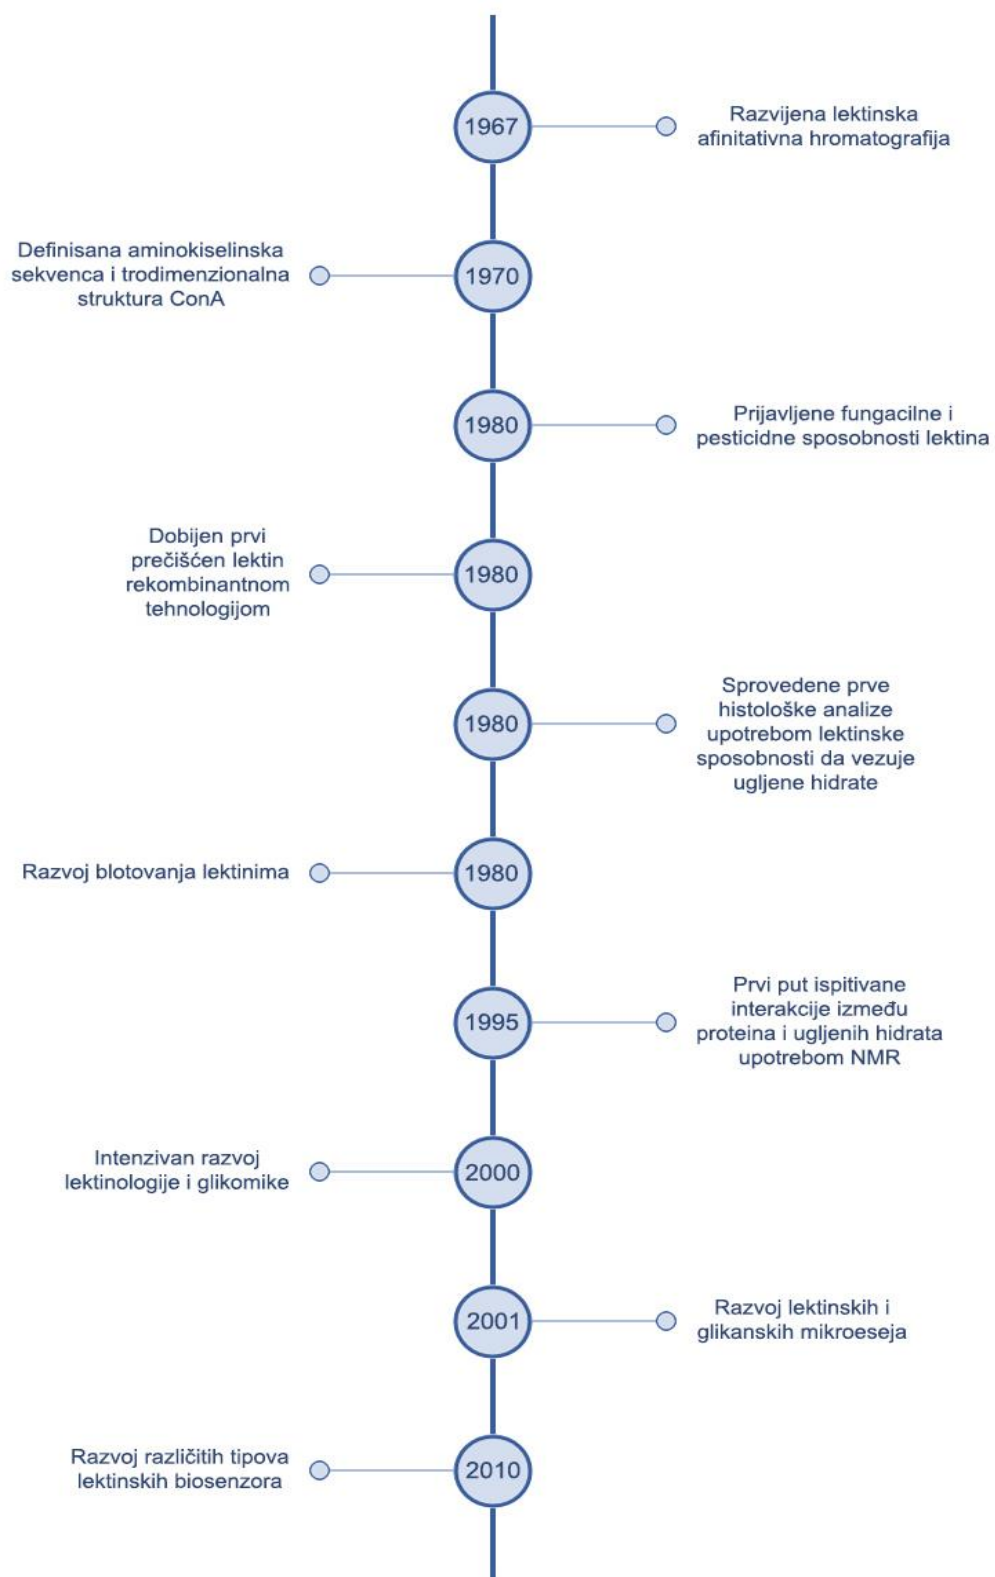 1967
Razvijena lektinska
afinitativna hromatografija
Definisana aminokiselinska
sekvenca i trodimenzionalna
struktura ConA
1970
1980
Prijavljene fungacilne i
pesticidne sposobnosti lektina
Dobijen prvi
prečišćen lektin
rekombinantnom
tehnologijom
1980
1980
Sprovedene prve
histološke analize
upotrebom lektinske
sposobnosti da vezuje
ugljene hidrate
Razvoj blotovanja lektinima
1980
1995
Prvi put ispitivane
interakcije između
proteina i ugljenih hidrata
upotrebom NMR
Intenzivan razvoj
lektinologije i glikomike
2000
2001
Razvoj lektinskih i
glikanskih mikroeseja
Razvoj različitih tipova
lektinskih biosenzora
2010